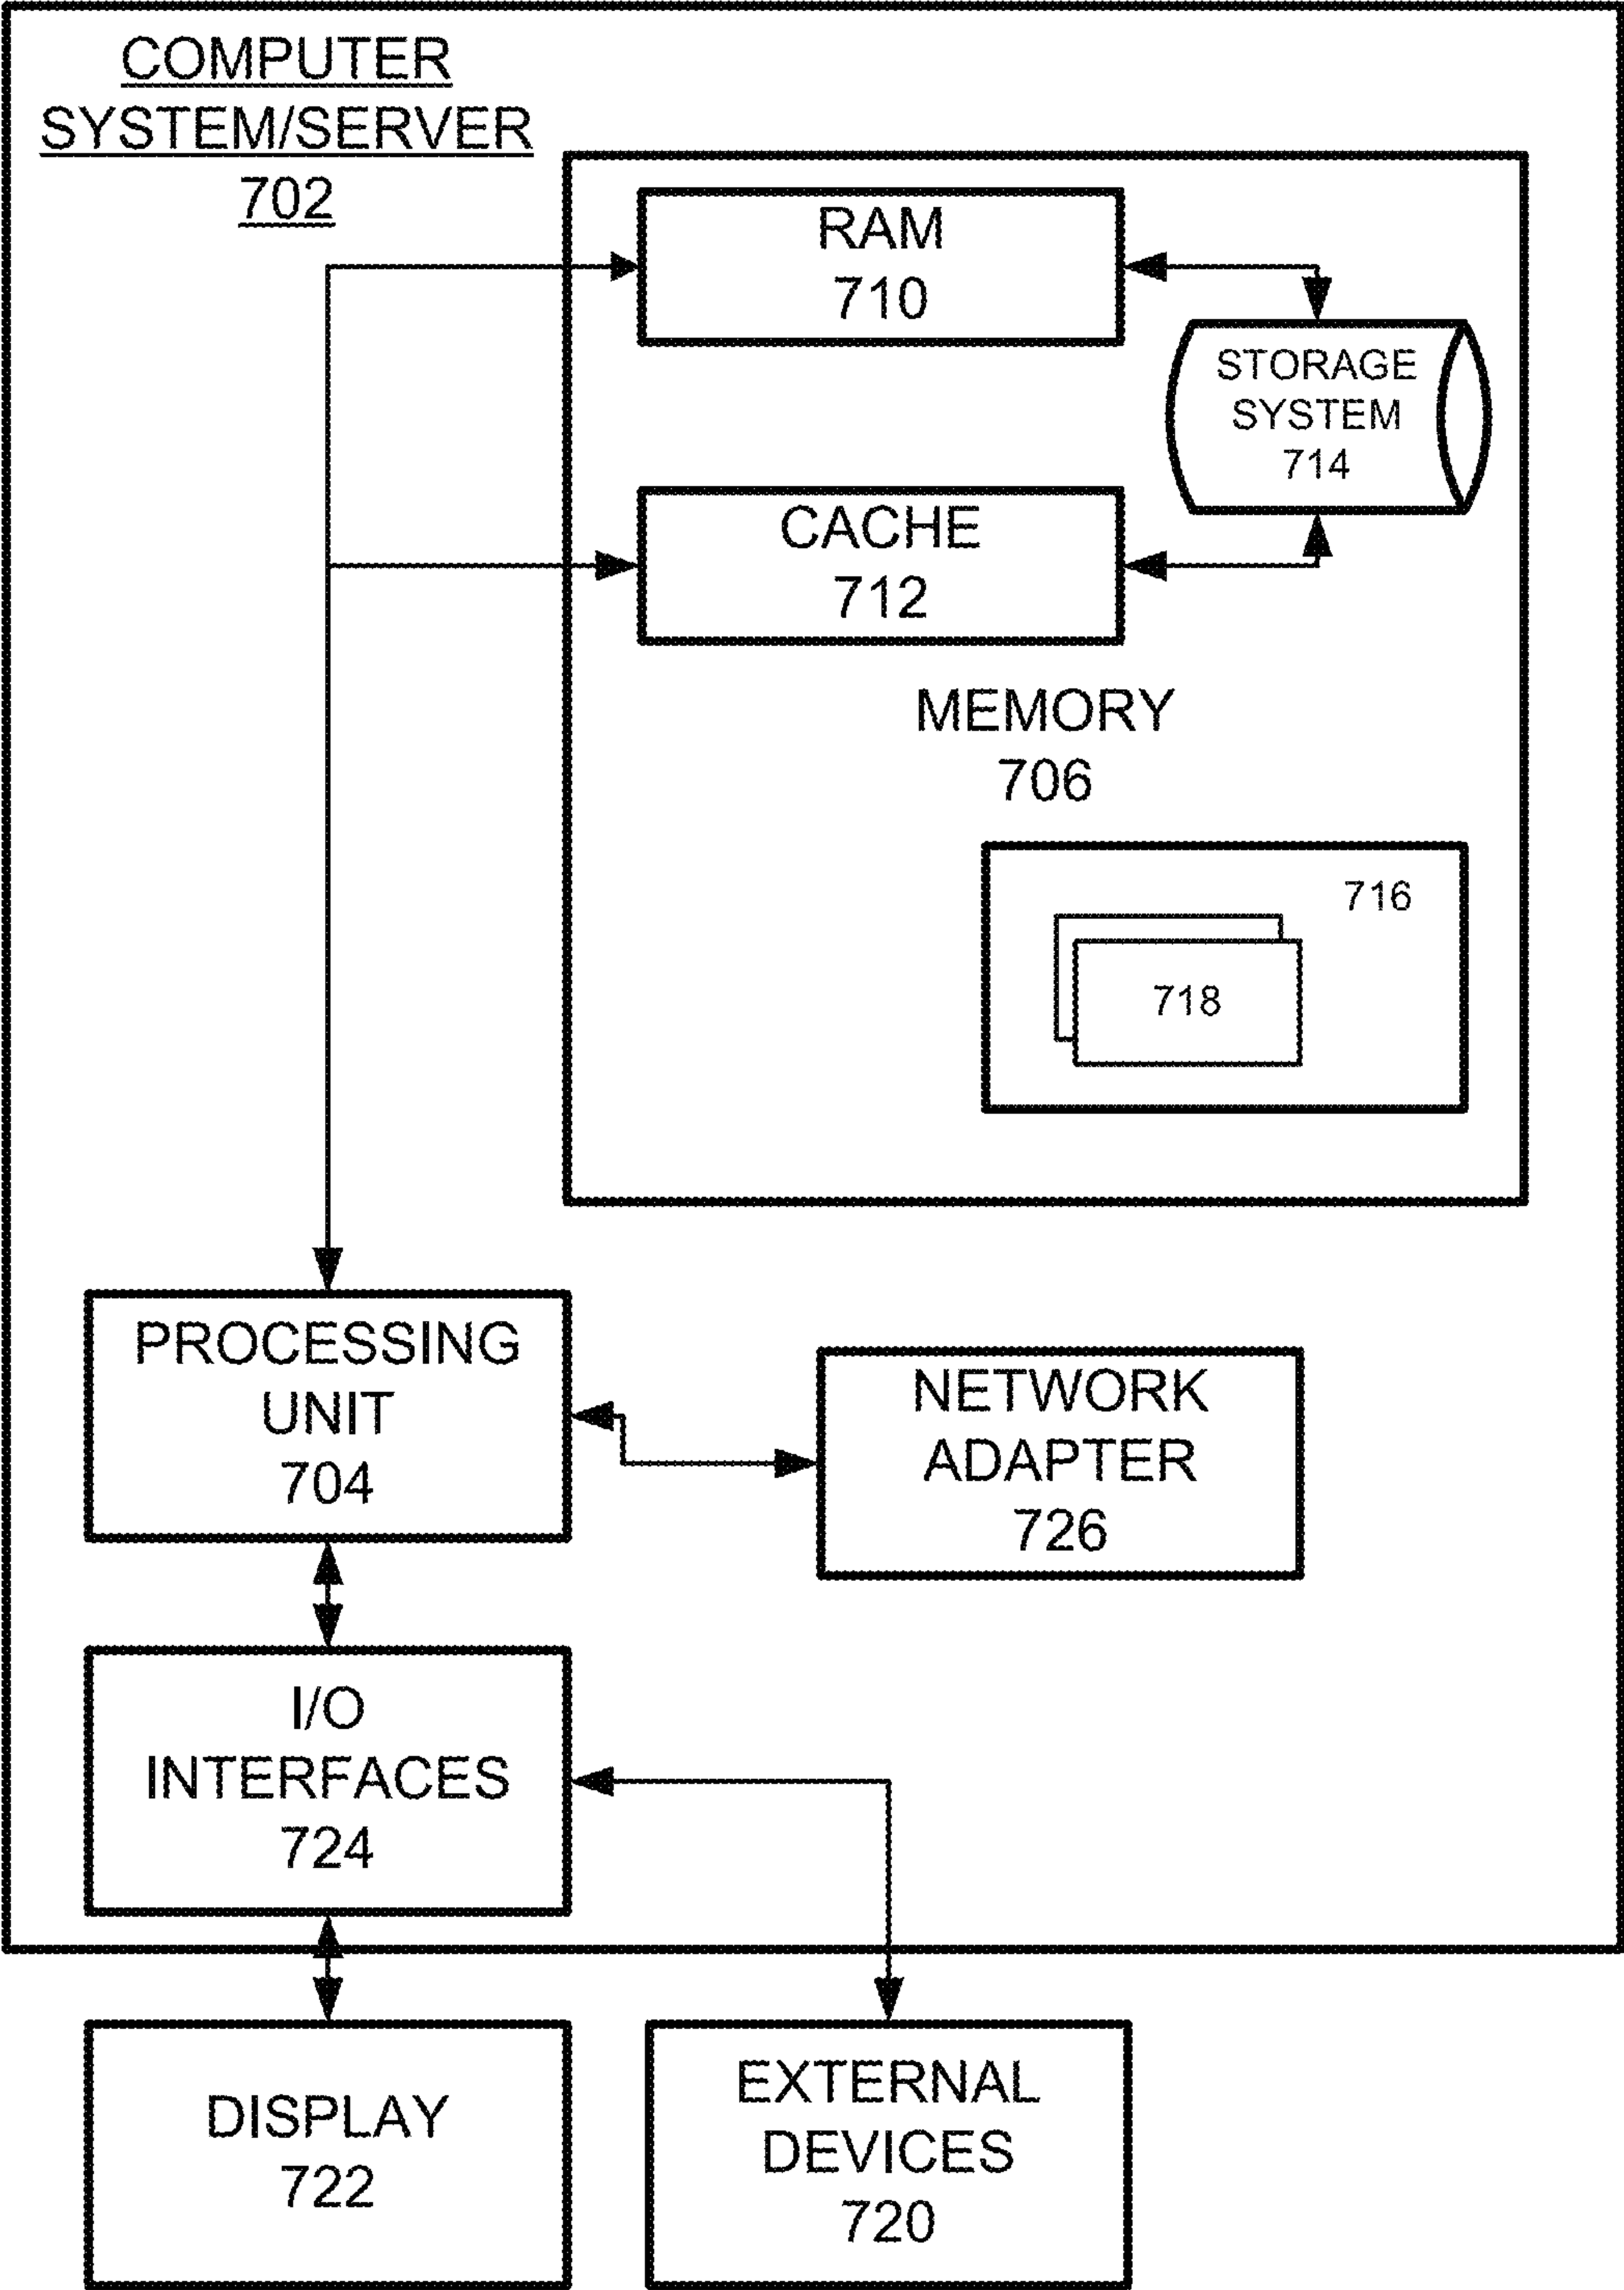 COMPUTER
SYSTEM/SERVER
702
RAM
710
STORAGE
SYSTEM
714
CACHE
712
MEMORY
706
716
718
PROCESSING
UNIT
704
NETWORK
ADAPTER
726
I/O
INTERFACES
724
DISPLAY
722
EXTERNAL
DEVICES
720